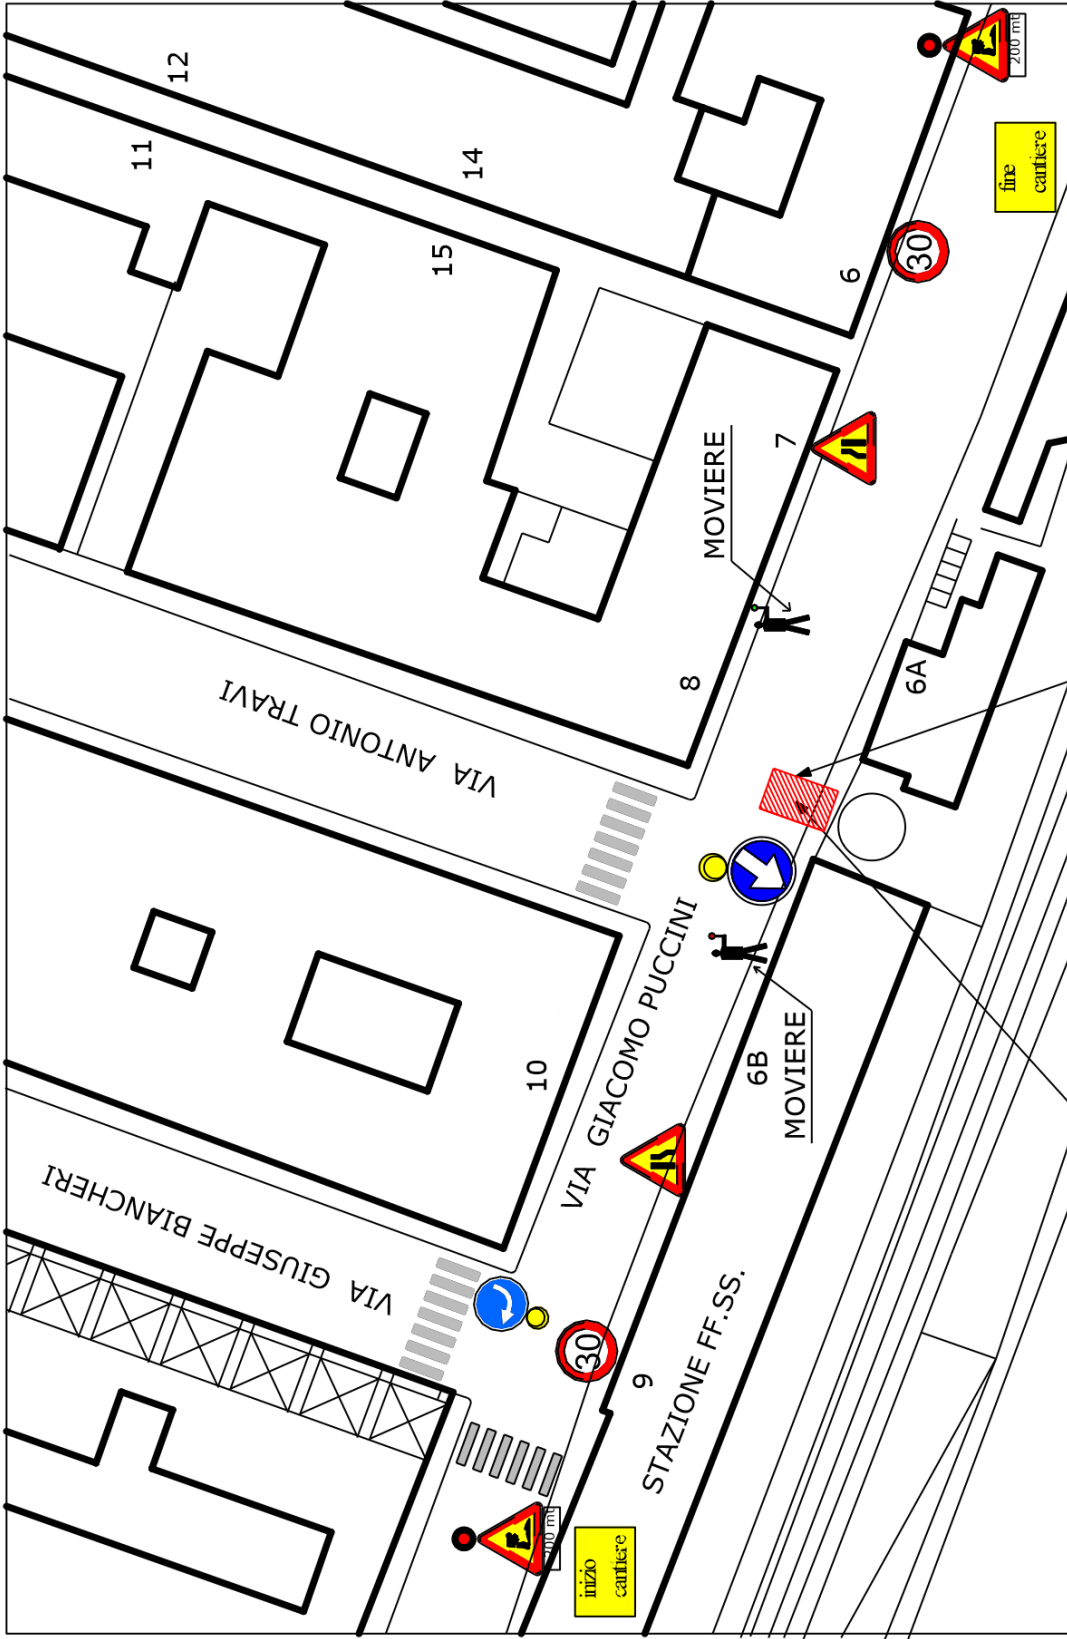 12
11
14
15
200 mt
fine
cantiere
30
6
7
MOVIERE
8
6A
VIA ANTONIO TRAVI
VIA GIACOMO PUCCINI
10
6B
MOVIERE
VIA GIUSEPPE BIANCHERI
30
9
STAZIONE FF.SS.
200 mt
inizio
cantiere